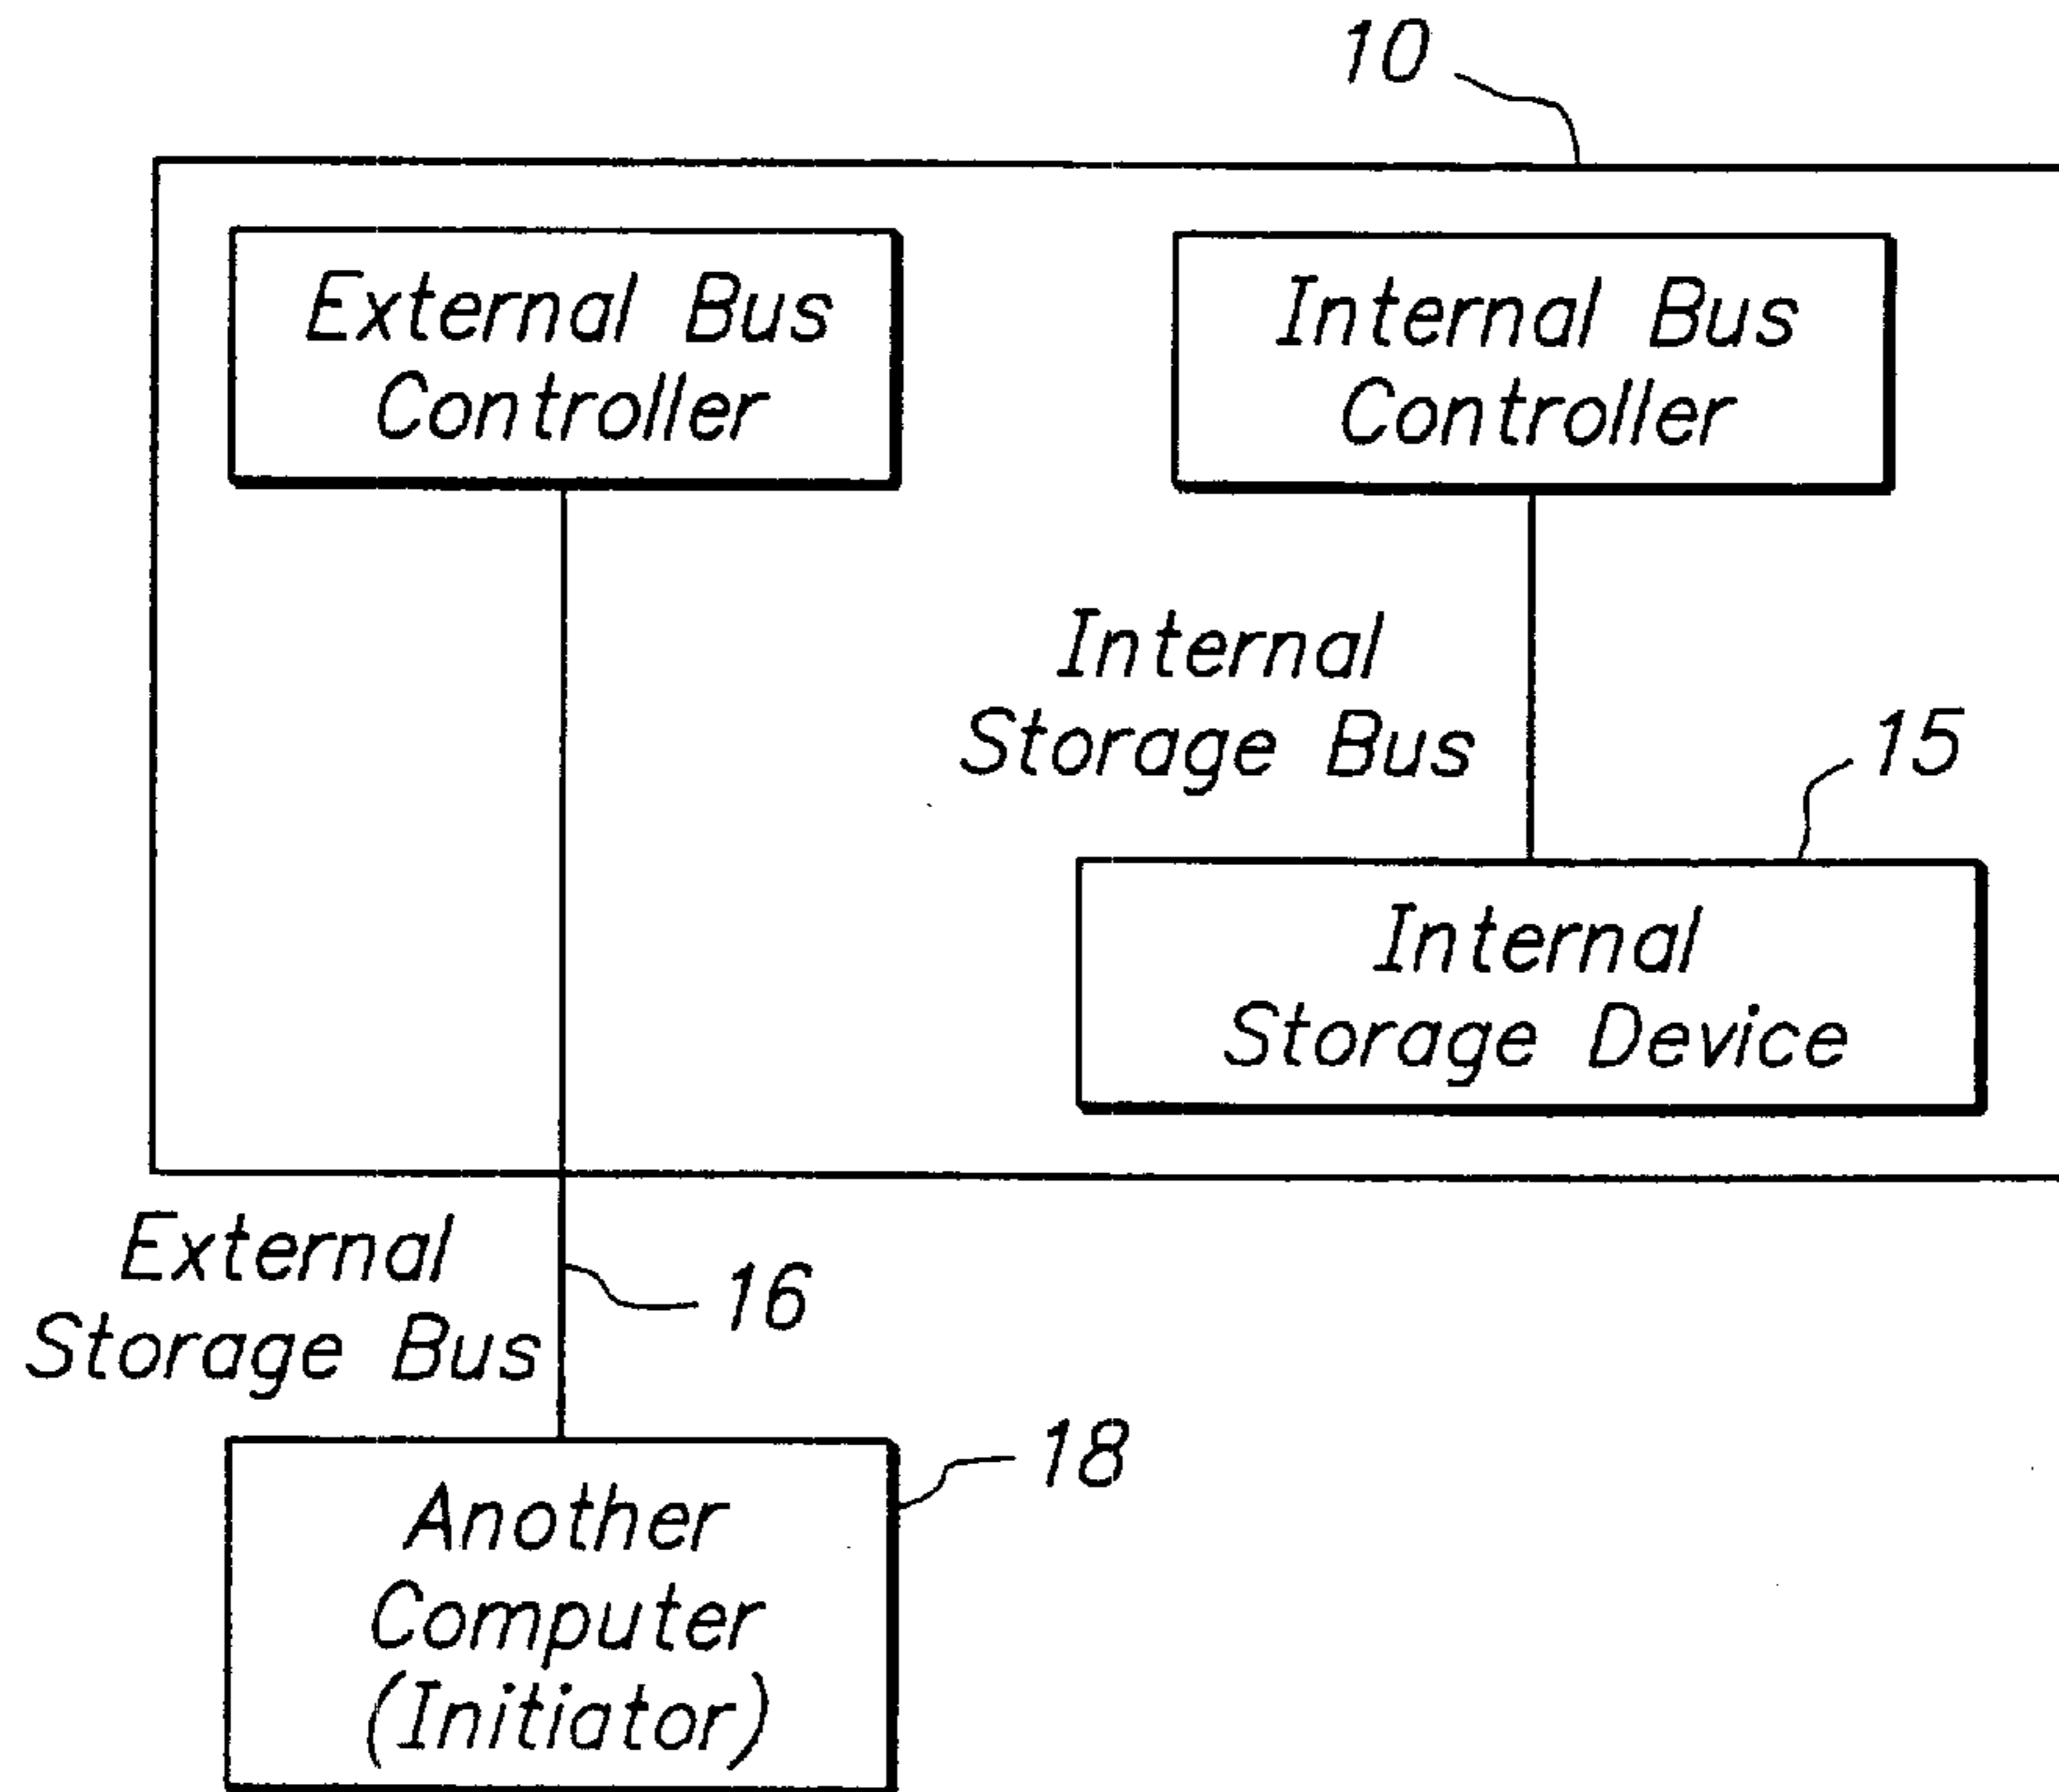 10
External Bus
Controller
Internal Bus
Controller
Internal
Storage Bus
15
Internal
Storage Device
External
Storage Bus
16
18
Another
Computer
(Initiator)